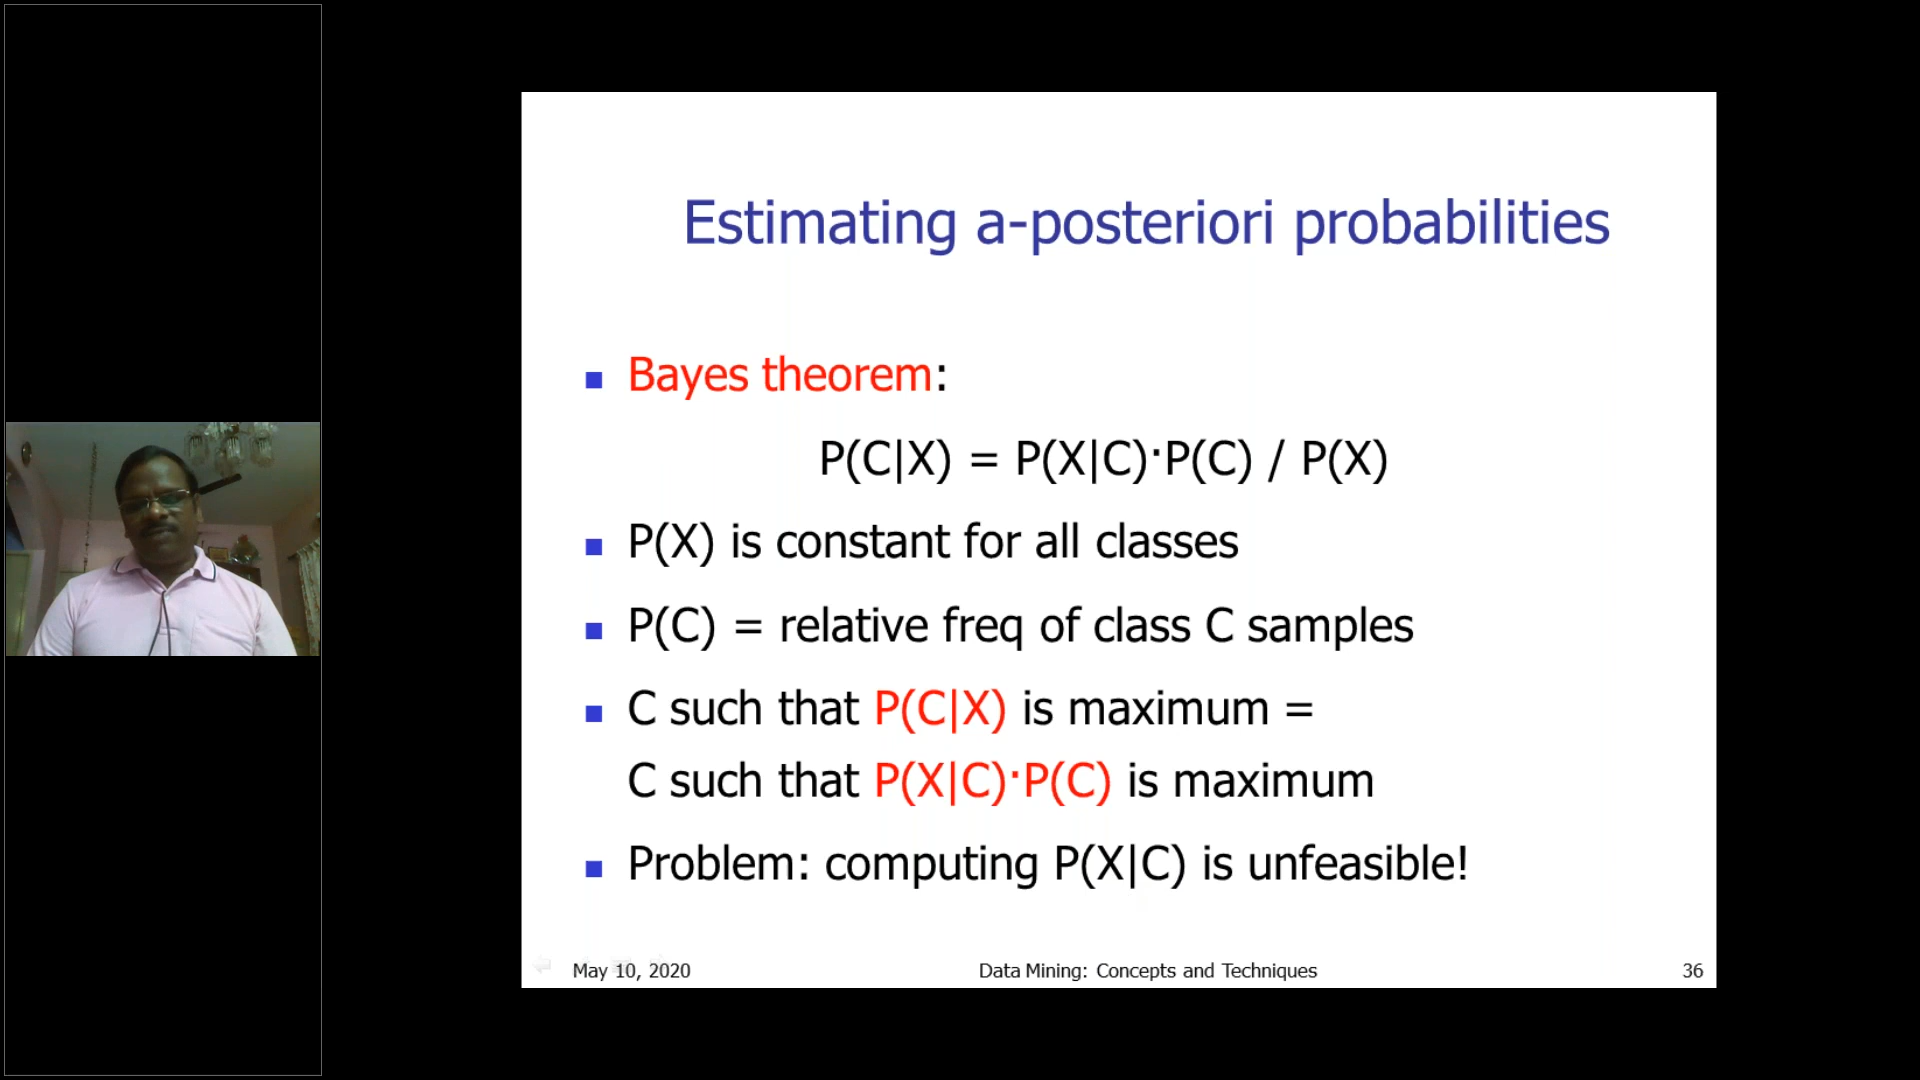 Estimating a-posteriori probabilities
Bayes theorem:
P(C|X) = P(X|C)·P(C) / P(X)
P(X) is constant for all classes
P(C) = relative freq of class C samples
C such that P(C|X) is maximum =
C such that P(X|C)·P(C) is maximum
Problem: computing P(X|C) is unfeasible!
May 10, 2020
Data Mining: Concepts and Techniques
36